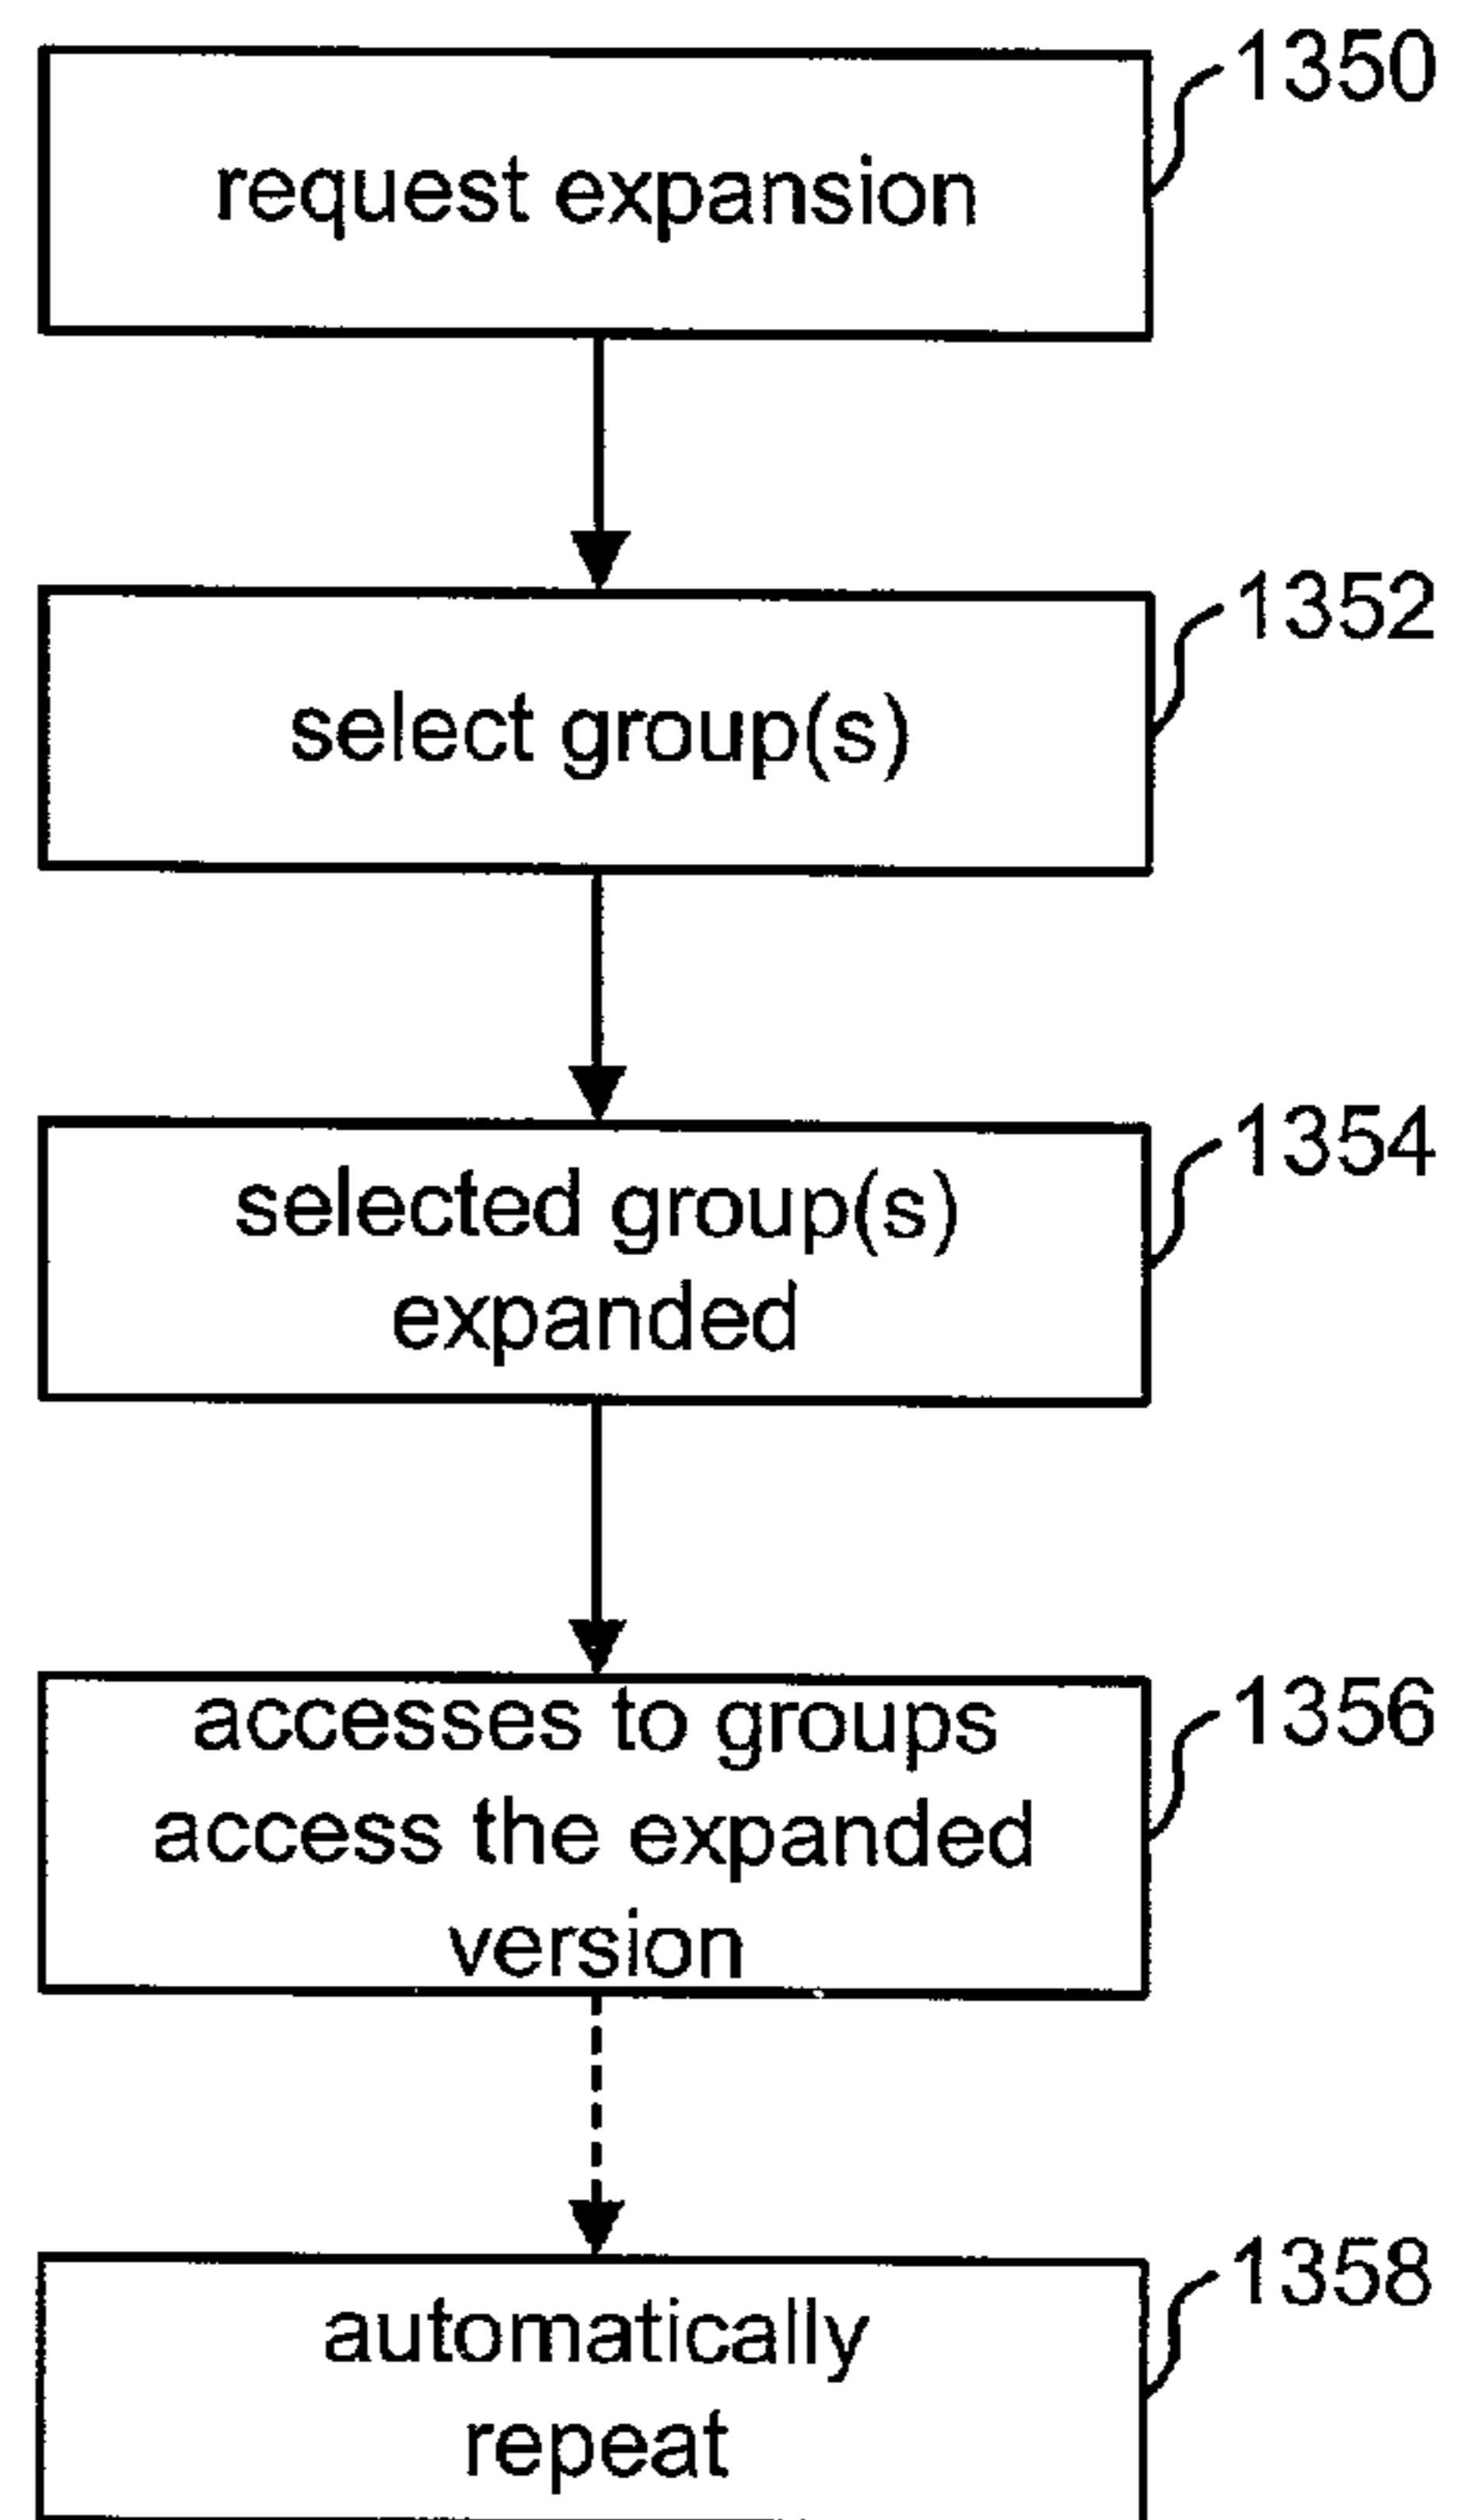 1350
request expansion
1352
select group(s)
1354
selected group(s)
expanded
1356
accesses to groups
access the expanded
version
1358
automatically
repeat